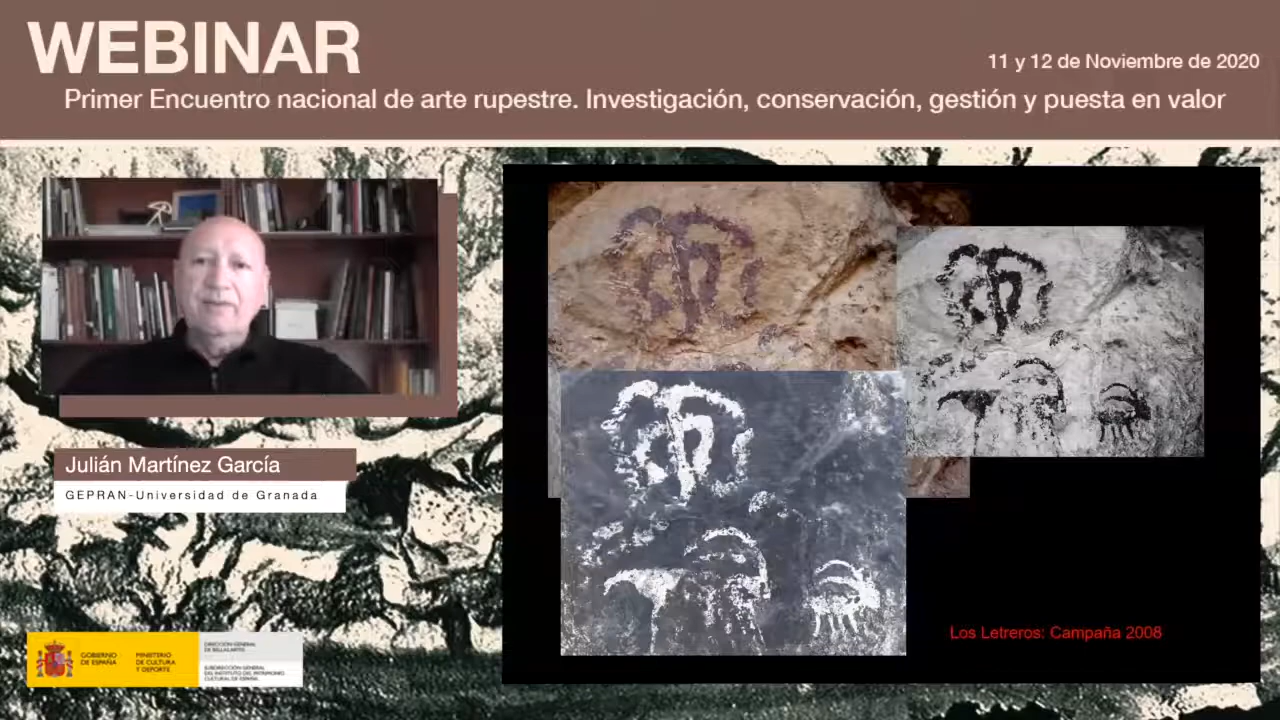 WEBINAR
11 y 12 de Noviembre de 2020
Primer Encuentro nacional de arte rupestre. Investigación, conservación, gestión y puesta en valor
Julián Martínez García
GEPRAN-Universidad de Granada
Los Letreros: Campaña 2008
GOBIERNO
DE ESPAÑA
MINISTERIO
DE CULTURA
Y DEPORTE
DIRECCIÓN GENERAL
DE BELLAS ARTES
SUBDIRECCIÓN GENERAL
DEL INSTITUTO DEL PATRIMONIO
CULTURAL DE ESPAÑA